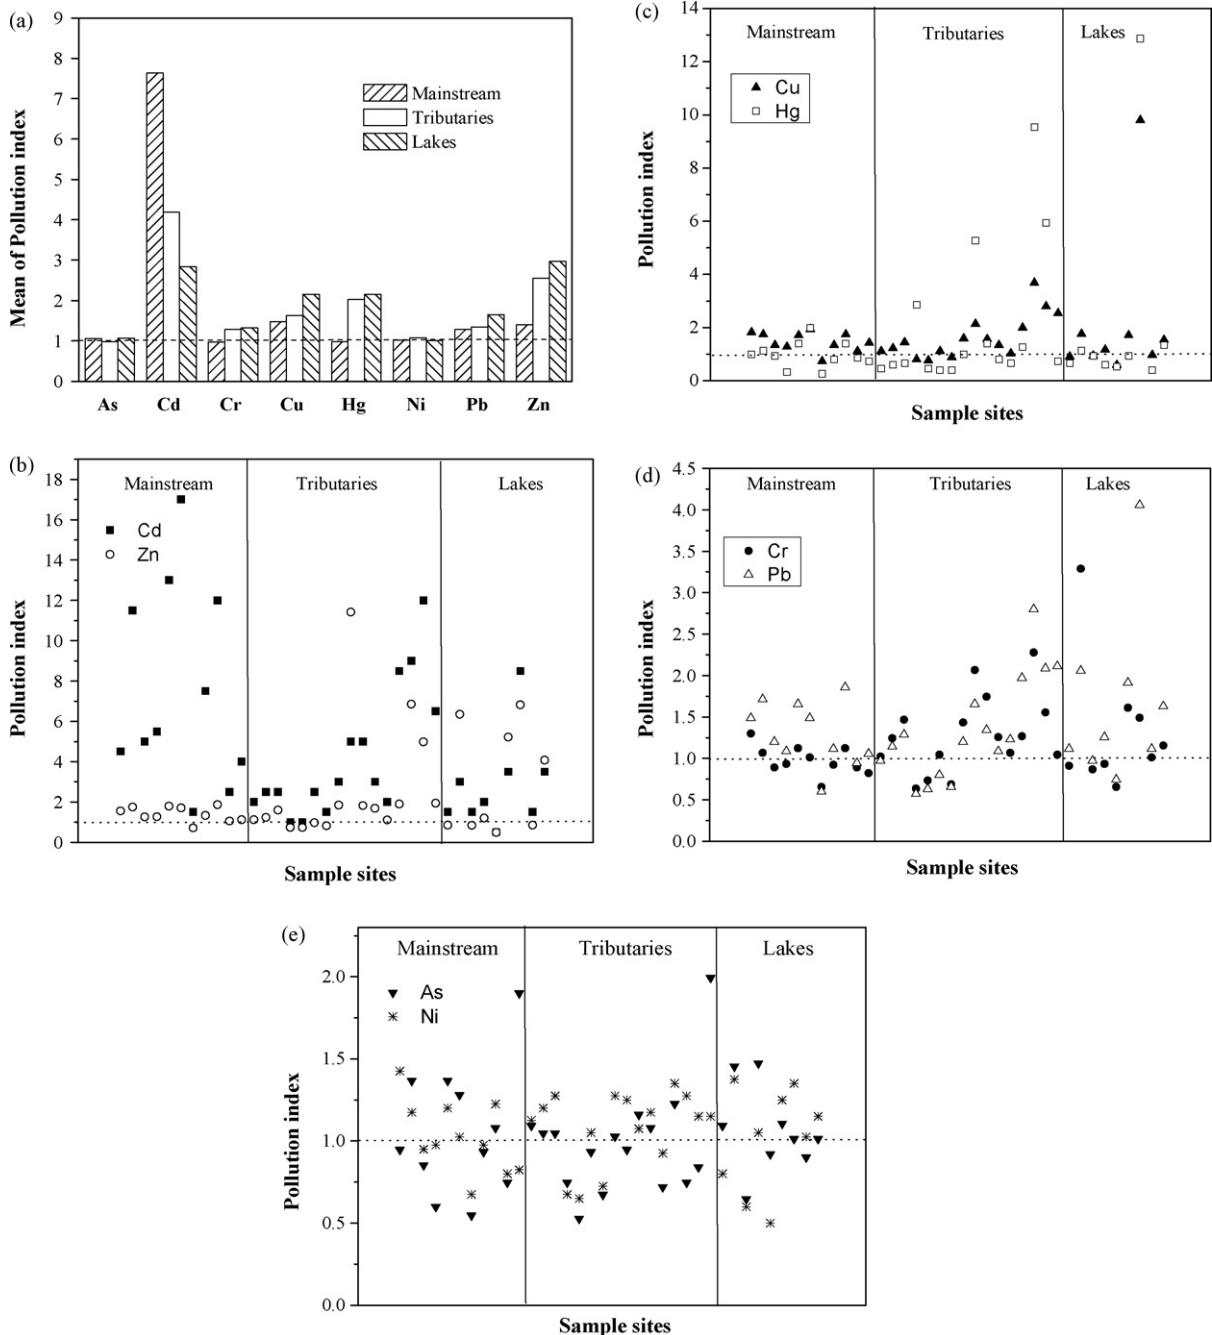 (a)
9
8
7
6
5
4
3
2
1
0
Mean of Pollution index
Mainstream
Tributaries
Lakes
As Cd Cr Cu Hg Ni Pb Zn
(c)
14
12
10
8
6
4
2
0
Pollution index
Mainstream Tributaries Lakes
Cu
Hg
Sample sites
(b)
18
16
14
12
10
8
6
4
2
0
Pollution index
Mainstream Tributaries Lakes
Cd
Zn
Sample sites
(d)
4.5
4.0
3.5
3.0
2.5
2.0
1.5
1.0
0.5
0.0
Pollution index
Mainstream Tributaries Lakes
Cr
Pb
Sample sites
(e)
2.0
1.5
1.0
0.5
0.0
Pollution index
Mainstream Tributaries Lakes
As
Ni
Sample sites